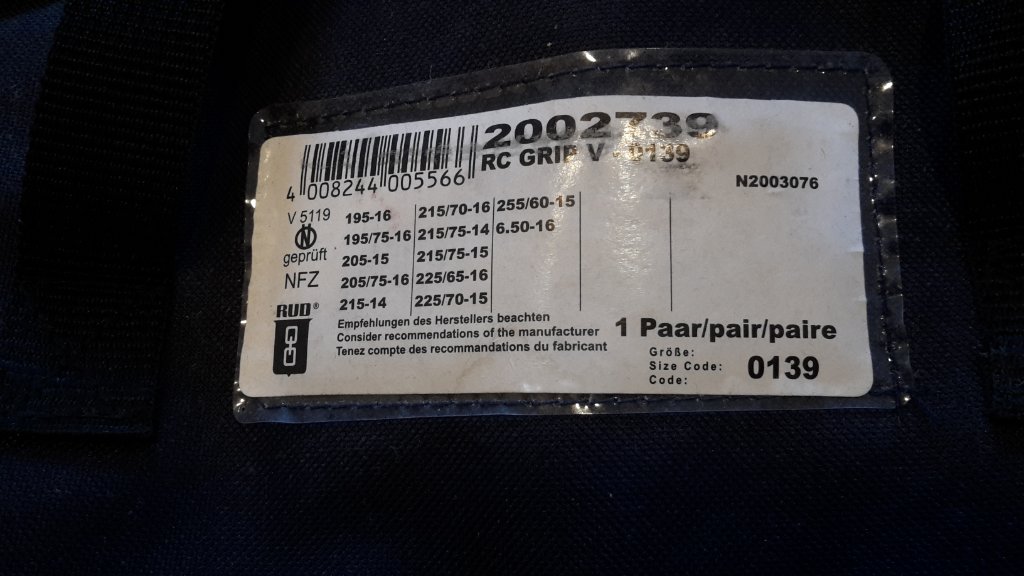 2002739
RC GRIP V - 0139
4 008244 005566
N2003076
V 5119
N
geprüft
NFZ
RUD®
195-16
195/75-16
205-15
205/75-16
215-14
215/70-16
215/75-14
215/75-15
225/65-16
225/70-15
255/60-15
6.50-16
Empfehlungen des Herstellers beachten
Consider recommendations of the manufacturer
Tenez compte des recommandations du fabricant
1 Paar/pair/paire
Größe:
Size Code:
Code:
0139